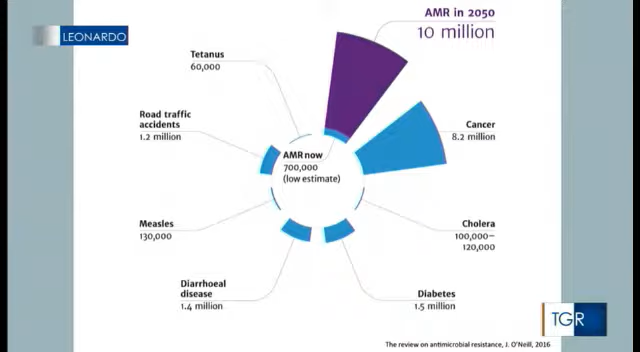 LEONARDO
AMR in 2050
10 million
Tetanus
60,000
Road traffic
accidents
1.2 million
Cancer
8.2 million
AMR now
700,000
(low estimate)
Measles
130,000
Cholera
100,000–
120,000
Diarrhoeal
disease
1.4 million
Diabetes
1.5 million
TGR
The review on antimicrobial resistance, J. O'Neill, 2016